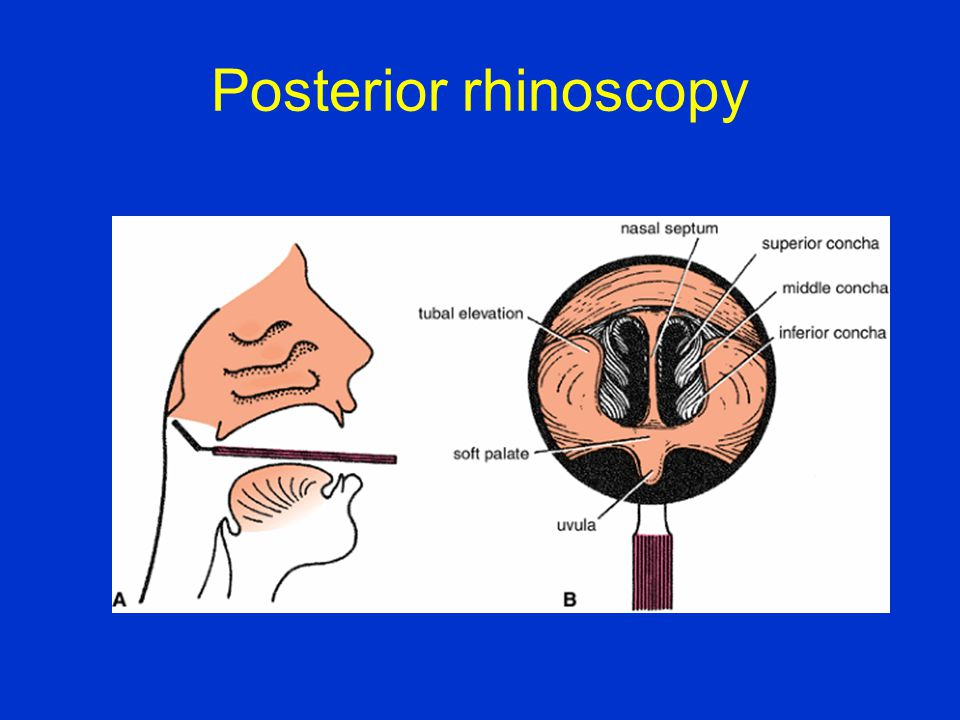 Posterior rhinoscopy
nasal septum
superior concha
middle concha
tubal elevation
inferior concha
soft palate
uvula
A
B